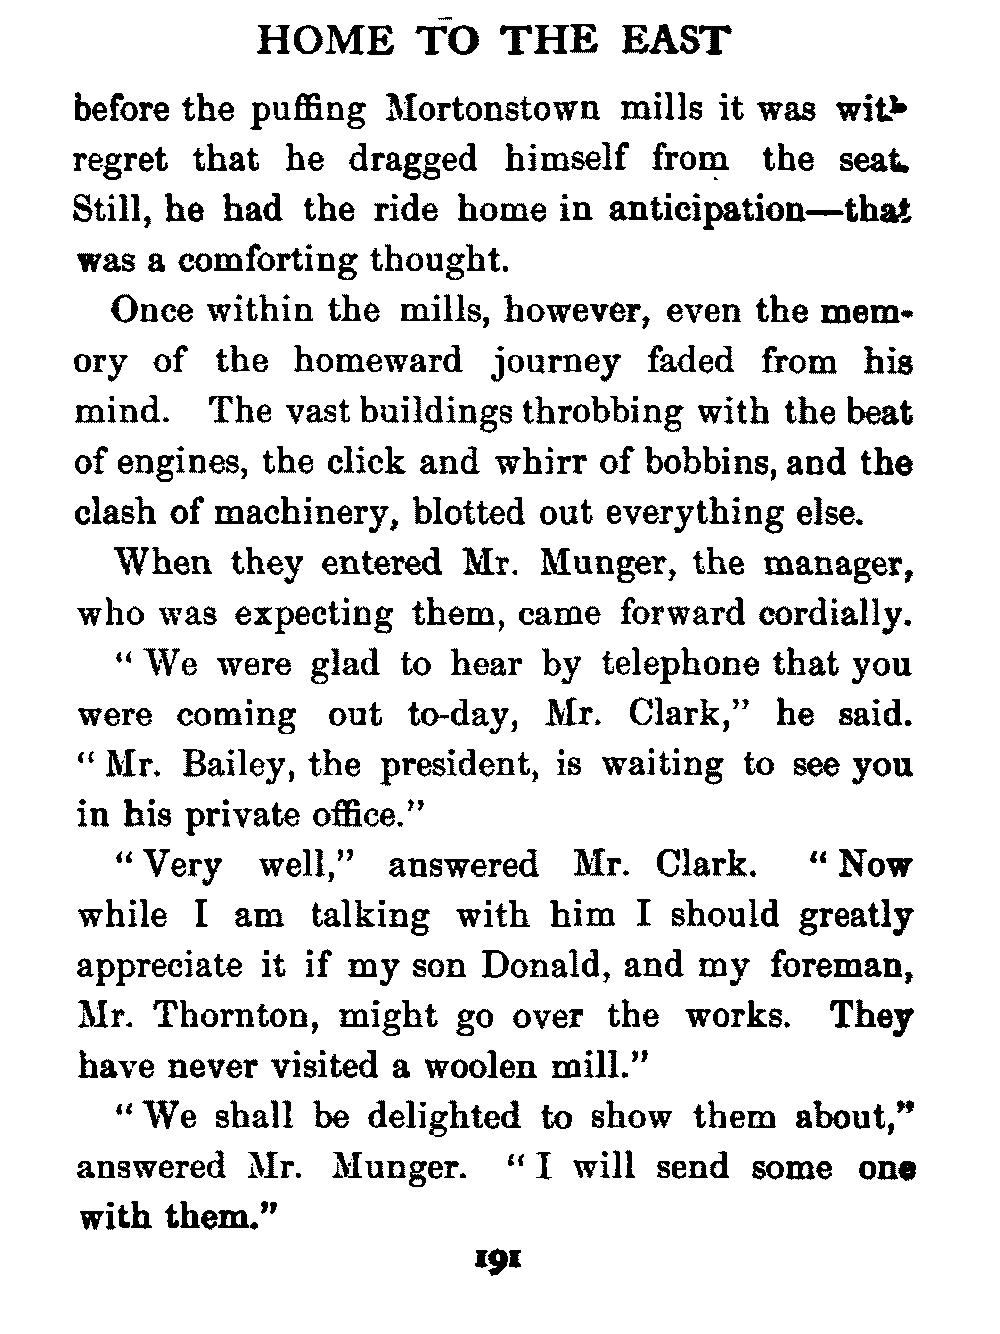 HOME TO THE EAST
before the puffing Mortonstown mills it was with
regret that he dragged himself from the seat.
Still, he had the ride home in anticipation—that
was a comforting thought.
Once within the mills, however, even the mem-
ory of the homeward journey faded from his
mind. The vast buildings throbbing with the beat
of engines, the click and whirr of bobbins, and the
clash of machinery, blotted out everything else.
When they entered Mr. Munger, the manager,
who was expecting them, came forward cordially.
" We were glad to hear by telephone that you
were coming out to-day, Mr. Clark," he said.
" Mr. Bailey, the president, is waiting to see you
in his private office."
" Very well," answered Mr. Clark. " Now
while I am talking with him I should greatly
appreciate it if my son Donald, and my foreman,
Mr. Thornton, might go over the works. They
have never visited a woolen mill."
" We shall be delighted to show them about,"
answered Mr. Munger. " I will send some one
with them."
191